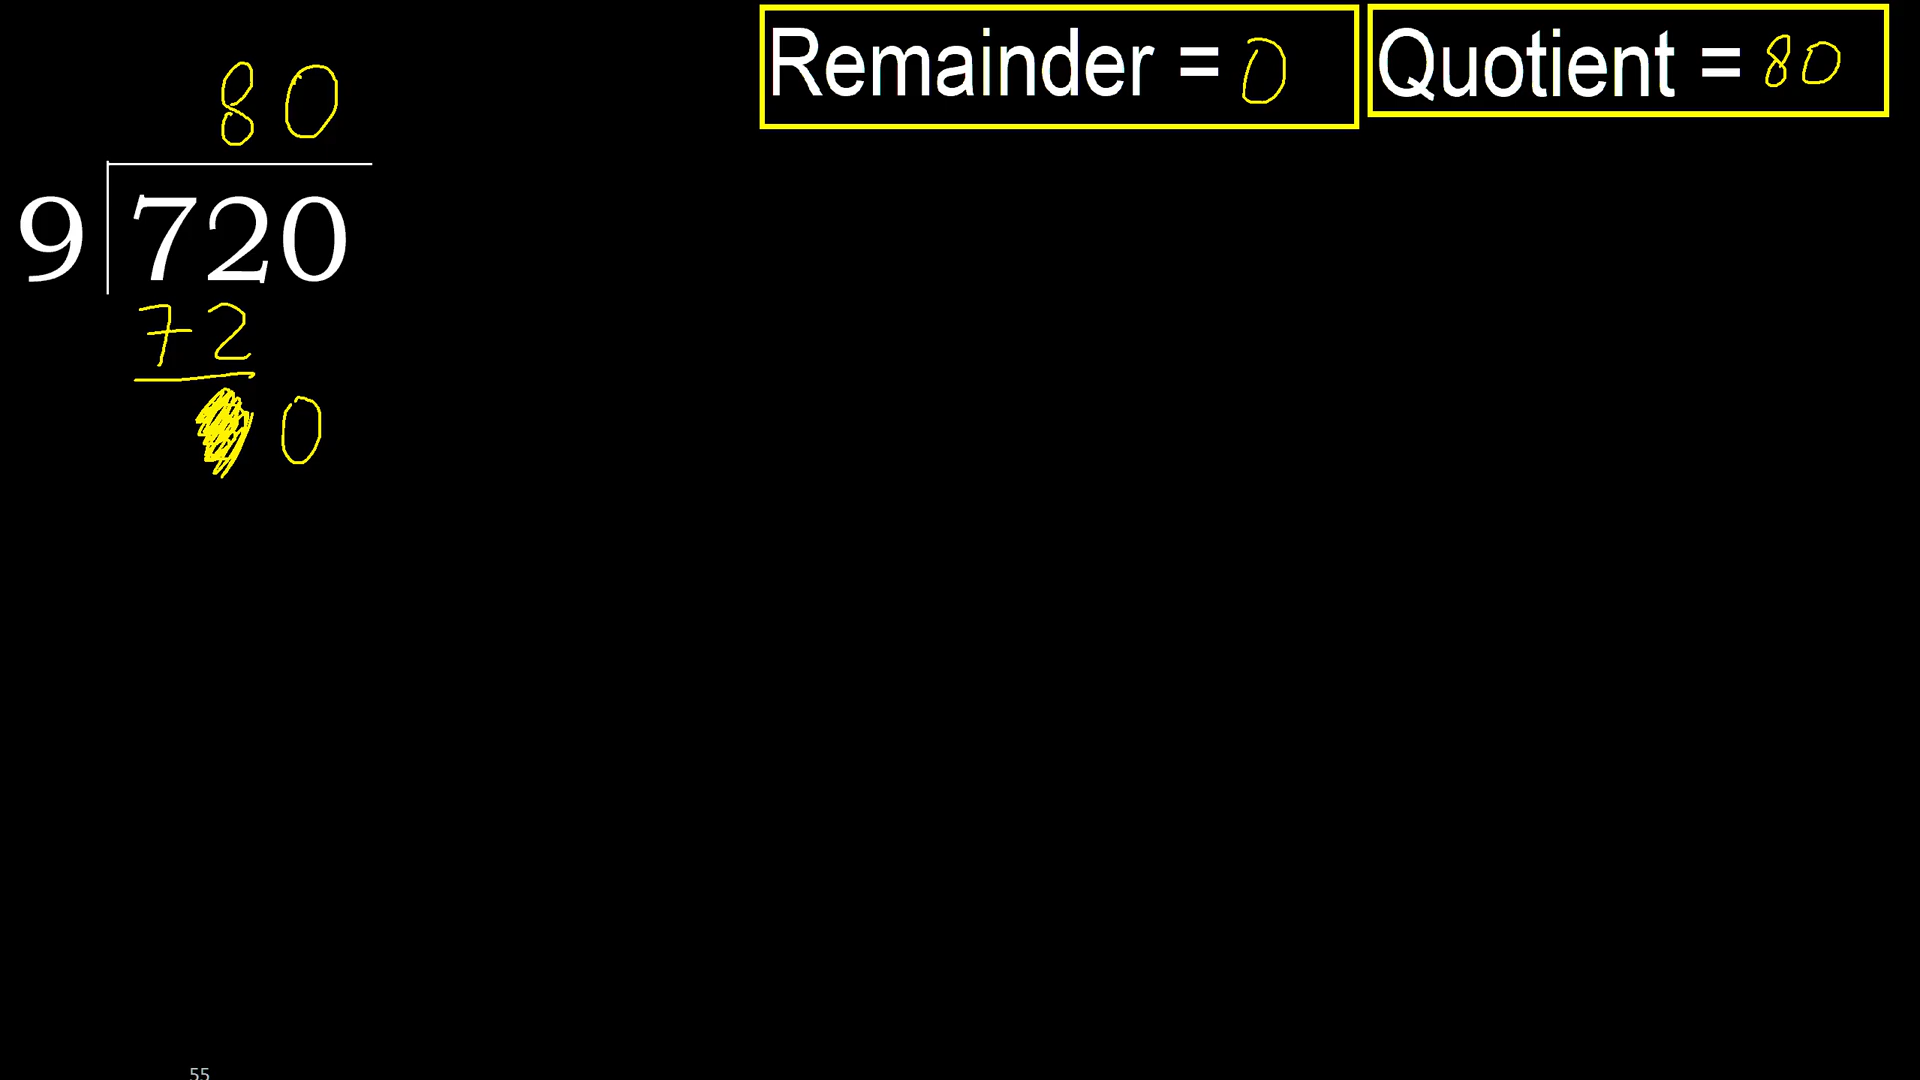 Remainder = 0
Quotient = 80
80
9 720
72
0
55